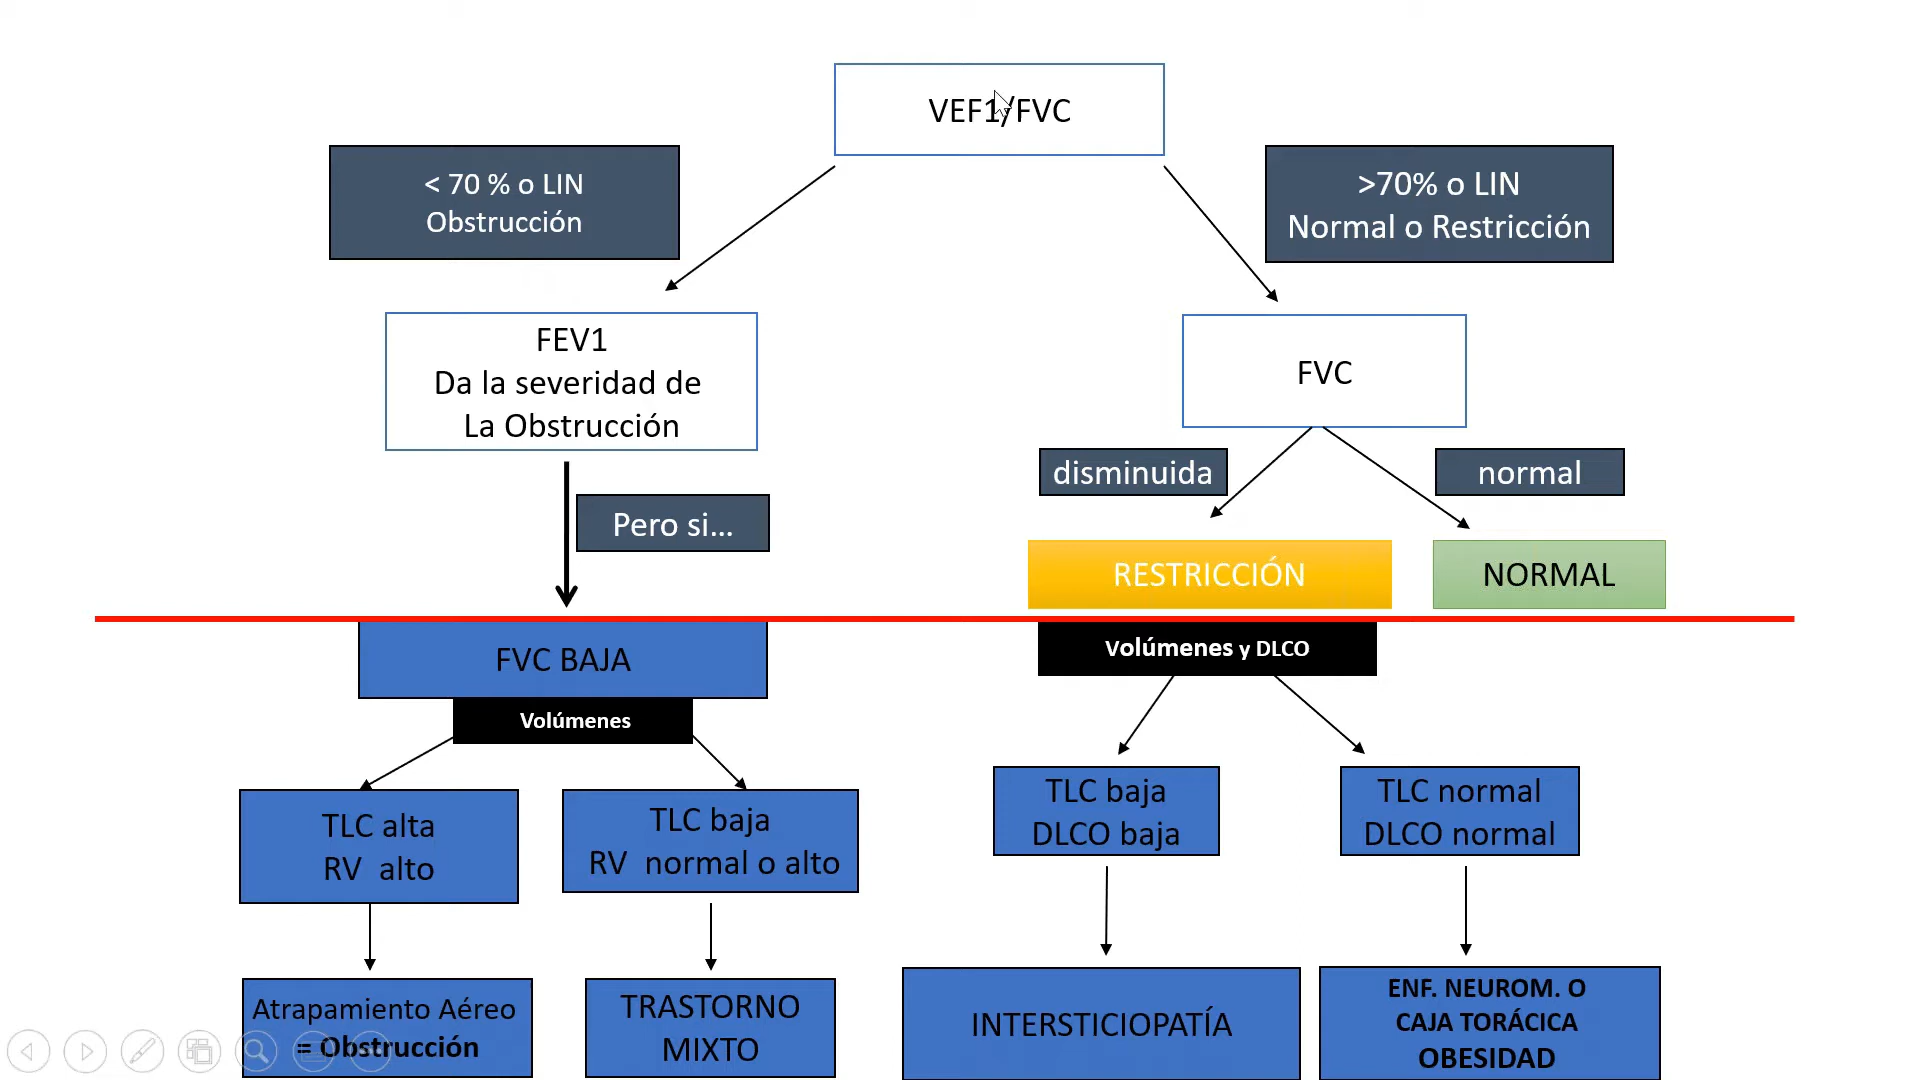 VEF1/FVC
< 70 % o LIN
Obstrucción
>70% o LIN
Normal o Restricción
FEV1
Da la severidad de
La Obstrucción
FVC
disminuida
normal
Pero si...
RESTRICCIÓN
NORMAL
FVC BAJA
Volúmenes
Volúmenes y DLCO
TLC alta
RV alto
TLC baja
RV normal o alto
TLC baja
DLCO baja
TLC normal
DLCO normal
Atrapamiento Aéreo
= Obstrucción
TRASTORNO
MIXTO
INTERSTICIOPATÍA
ENF. NEUROM. O
CAJA TORÁCICA
OBESIDAD